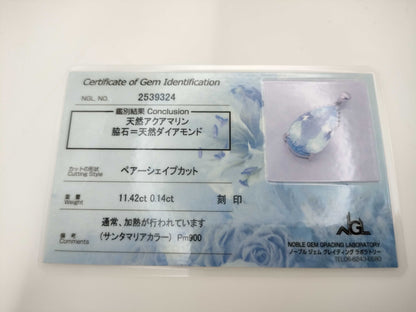 Certificate of Gem Identification
NGL. NO. 2539324
鑑別結果 Conclusion
天然アクアマリン
脇石＝天然ダイアモンド
カットの形状
Cutting Style
ペアーシェイプカット
重量
Weight
11.42ct 0.14ct 刻印
備考
Comments
通常、加熱が行われています
(サンタマリアカラー) Pm900
NGL
NOBLE GEM GRADING LABORATORY
ノーブル ジェム グレイディング ラボラトリー